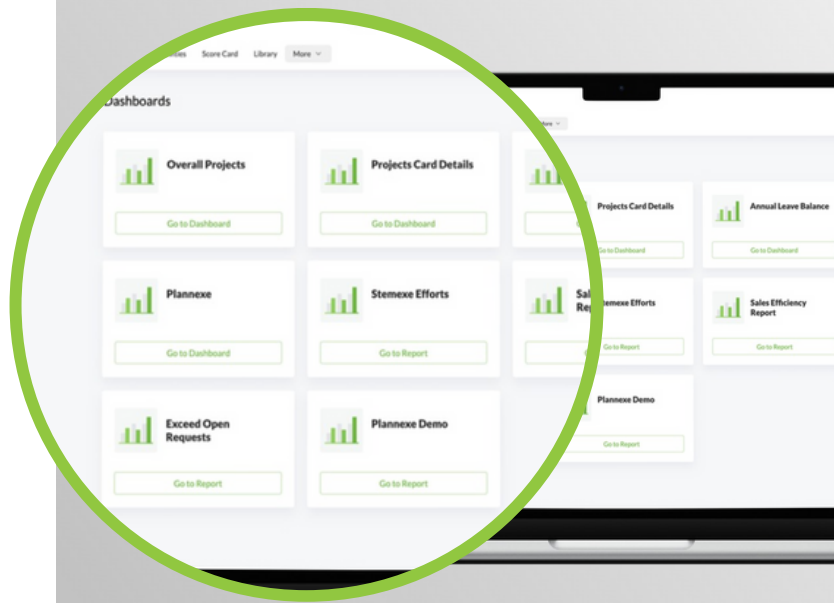 Score Card Library More
Dashboards
Overall Projects
Projects Card Details
Go to Dashboard
Go to Dashboard
Plannexe
Stemexe Efforts
Go to Dashboard
Go to Report
Exceed Open
Requests
Plannexe Demo
Go to Report
Go to Report
More
Projects Card Details
Annual Leave Balance
Go to Dashboard
Go to Dashboard
Stemexe Efforts
Sales Efficiency
Report
Go to Report
Go to Report
Plannexe Demo
Go to Report